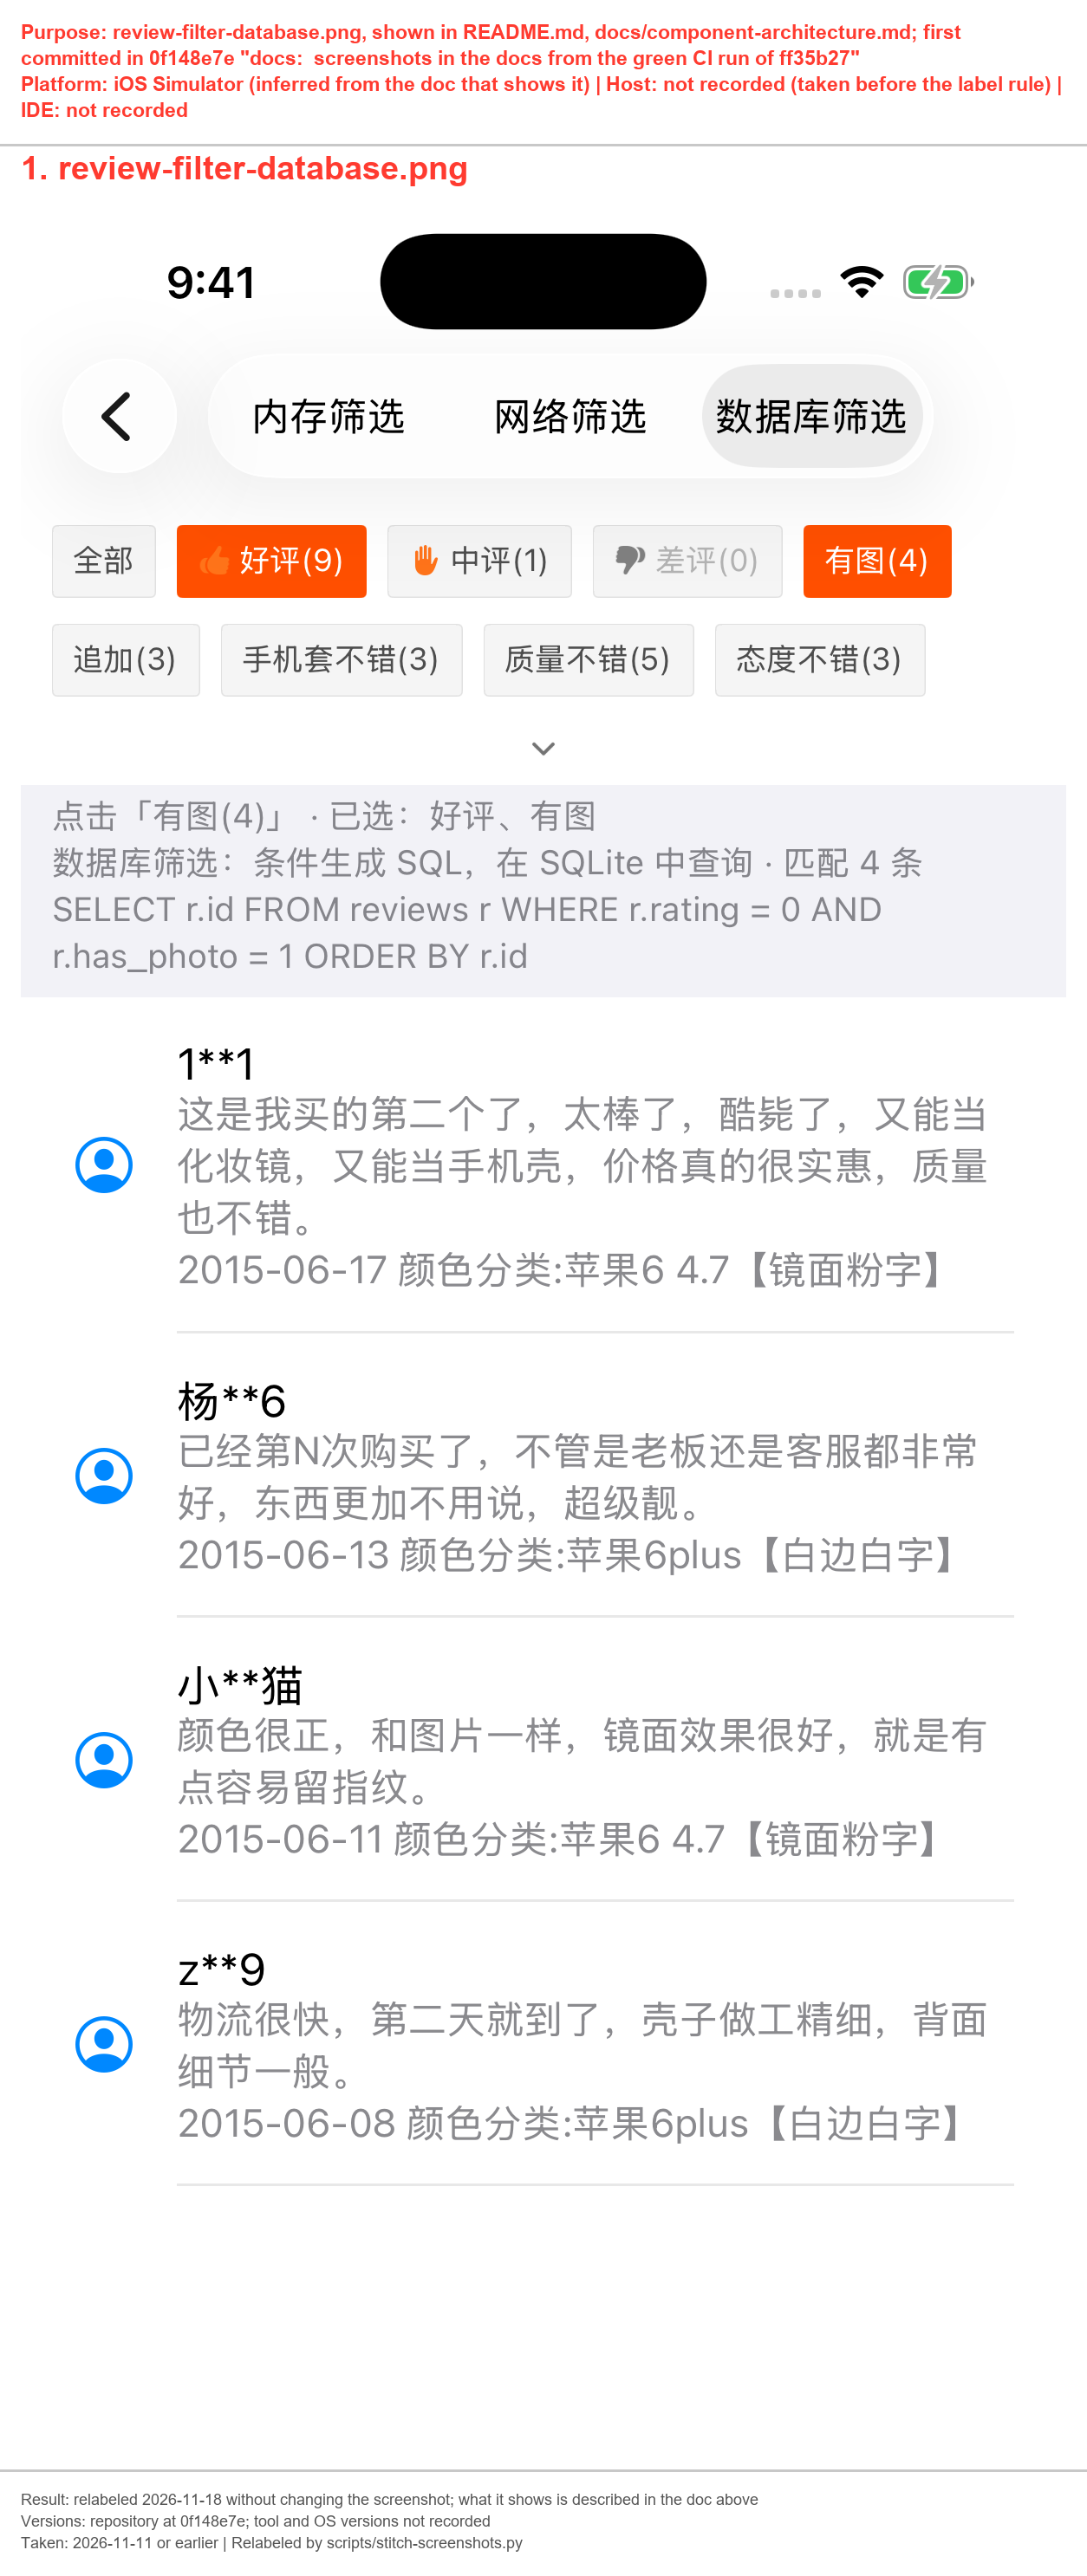 Purpose: review-filter-database.png, shown in README.md, docs/component-architecture.md; first
committed in 0f148e7e "docs:  screenshots in the docs from the green CI run of ff35b27"
Platform: iOS Simulator (inferred from the doc that shows it) | Host: not recorded (taken before the label rule) |
IDE: not recorded
1. review-filter-database.png
9:41
内存筛选 网络筛选 数据库筛选
全部 好评(9) 中评(1) 差评(0) 有图(4)
追加(3) 手机套不错(3) 质量不错(5) 态度不错(3)
点击「有图(4)」 · 已选：好评、有图
数据库筛选：条件生成 SQL，在 SQLite 中查询 · 匹配 4 条
SELECT r.id FROM reviews r WHERE r.rating = 0 AND
r.has_photo = 1 ORDER BY r.id
1**1
这是我买的第二个了，太棒了，酷毙了，又能当
化妆镜，又能当手机壳，价格真的很实惠，质量
也不错。
2015-06-17 颜色分类:苹果6 4.7【镜面粉字】
杨**6
已经第N次购买了，不管是老板还是客服都非常
好，东西更加不用说，超级靓。
2015-06-13 颜色分类:苹果6plus【白边白字】
小**猫
颜色很正，和图片一样，镜面效果很好，就是有
点容易留指纹。
2015-06-11 颜色分类:苹果6 4.7【镜面粉字】
z**9
物流很快，第二天就到了，壳子做工精细，背面
细节一般。
2015-06-08 颜色分类:苹果6plus【白边白字】
Result: relabeled 2026-11-18 without changing the screenshot; what it shows is described in the doc above
Versions: repository at 0f148e7e; tool and OS versions not recorded
Taken: 2026-11-11 or earlier | Relabeled by scripts/stitch-screenshots.py